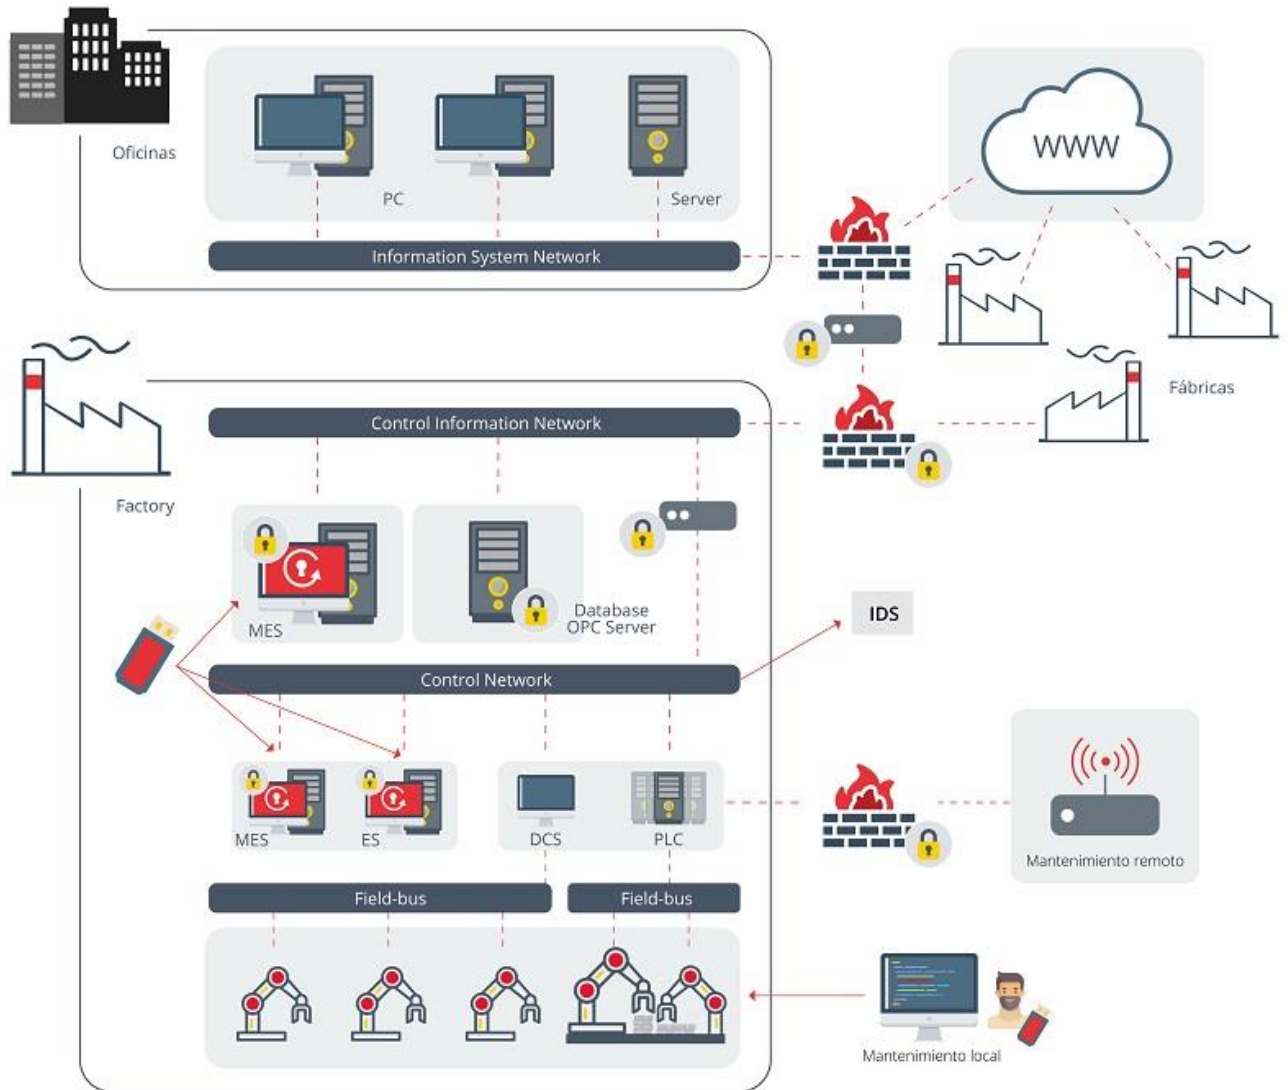 Oficinas
PC
Server
Information System Network
WWW
Fábricas
Control Information Network
Factory
MES
Database
OPC Server
IDS
Control Network
MES
ES
DCS
PLC
Mantenimiento remoto
Field-bus
Field-bus
Mantenimiento local